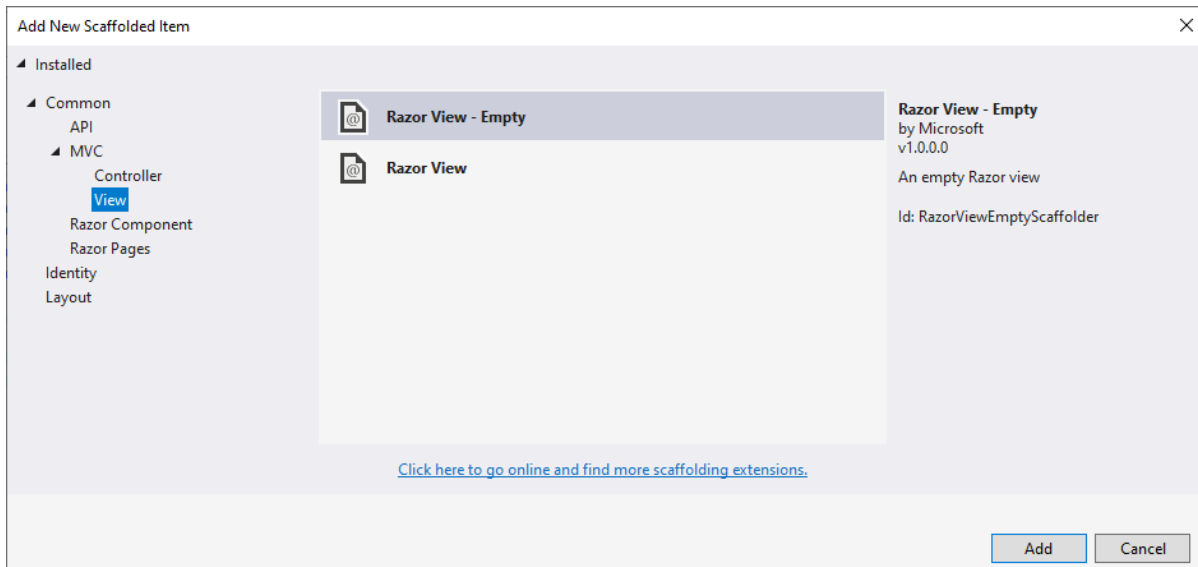 Add New Scaffolded Item
Installed
Common
API
MVC
Controller
View
Razor Component
Razor Pages
Identity
Layout
Razor View - Empty
Razor View
Razor View - Empty
by Microsoft
v1.0.0.0
An empty Razor view
Id: RazorViewEmptyScaffolder
Click here to go online and find more scaffolding extensions.
Add
Cancel